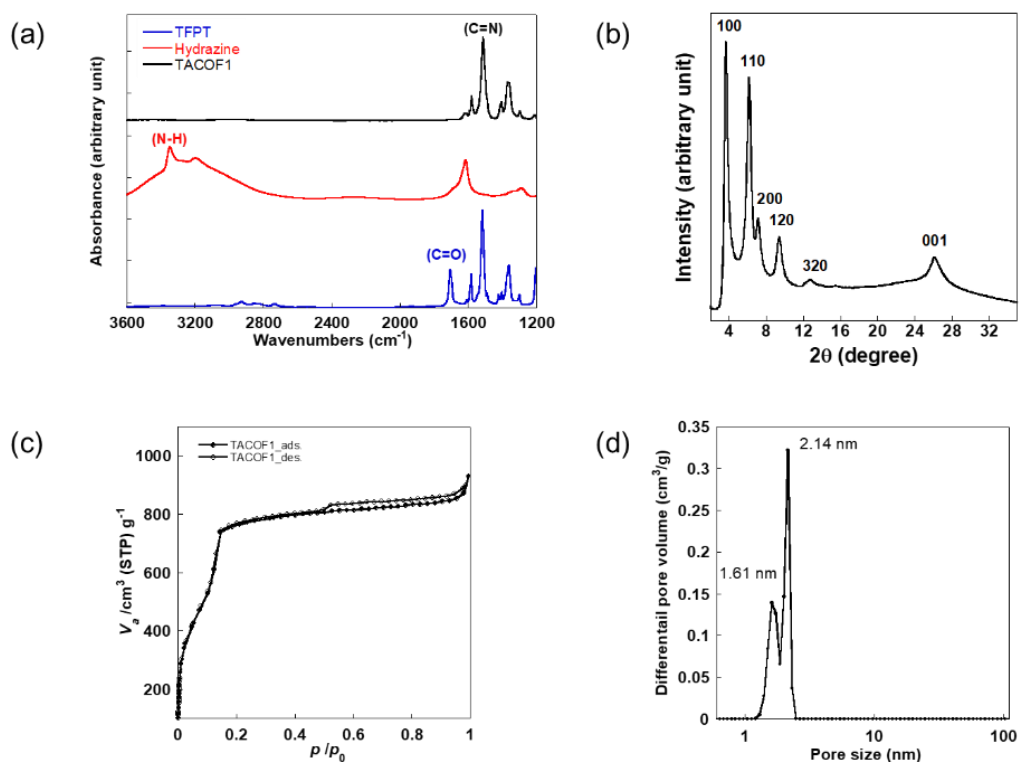 (a)
TFPT
Hydrazine
TACOF1
(C=N)
(N-H)
(C=O)
Absorbance (arbitrary unit)
3600 3200 2800 2400 2000 1600 1200
Wavenumbers (cm⁻¹)
(b)
100
110
200
120
320
001
Intensity (arbitrary unit)
4 8 12 16 20 24 28 32
2θ (degree)
(c)
TACOF1_ads.
TACOF1_des.
1000
800
600
400
200
Va /cm³ (STP) g⁻¹
0 0.2 0.4 0.6 0.8 1
p /p₀
(d)
2.14 nm
1.61 nm
0.35
0.3
0.25
0.2
0.15
0.1
0.05
0
Differentail pore volume (cm³/g)
1 10 100
Pore size (nm)